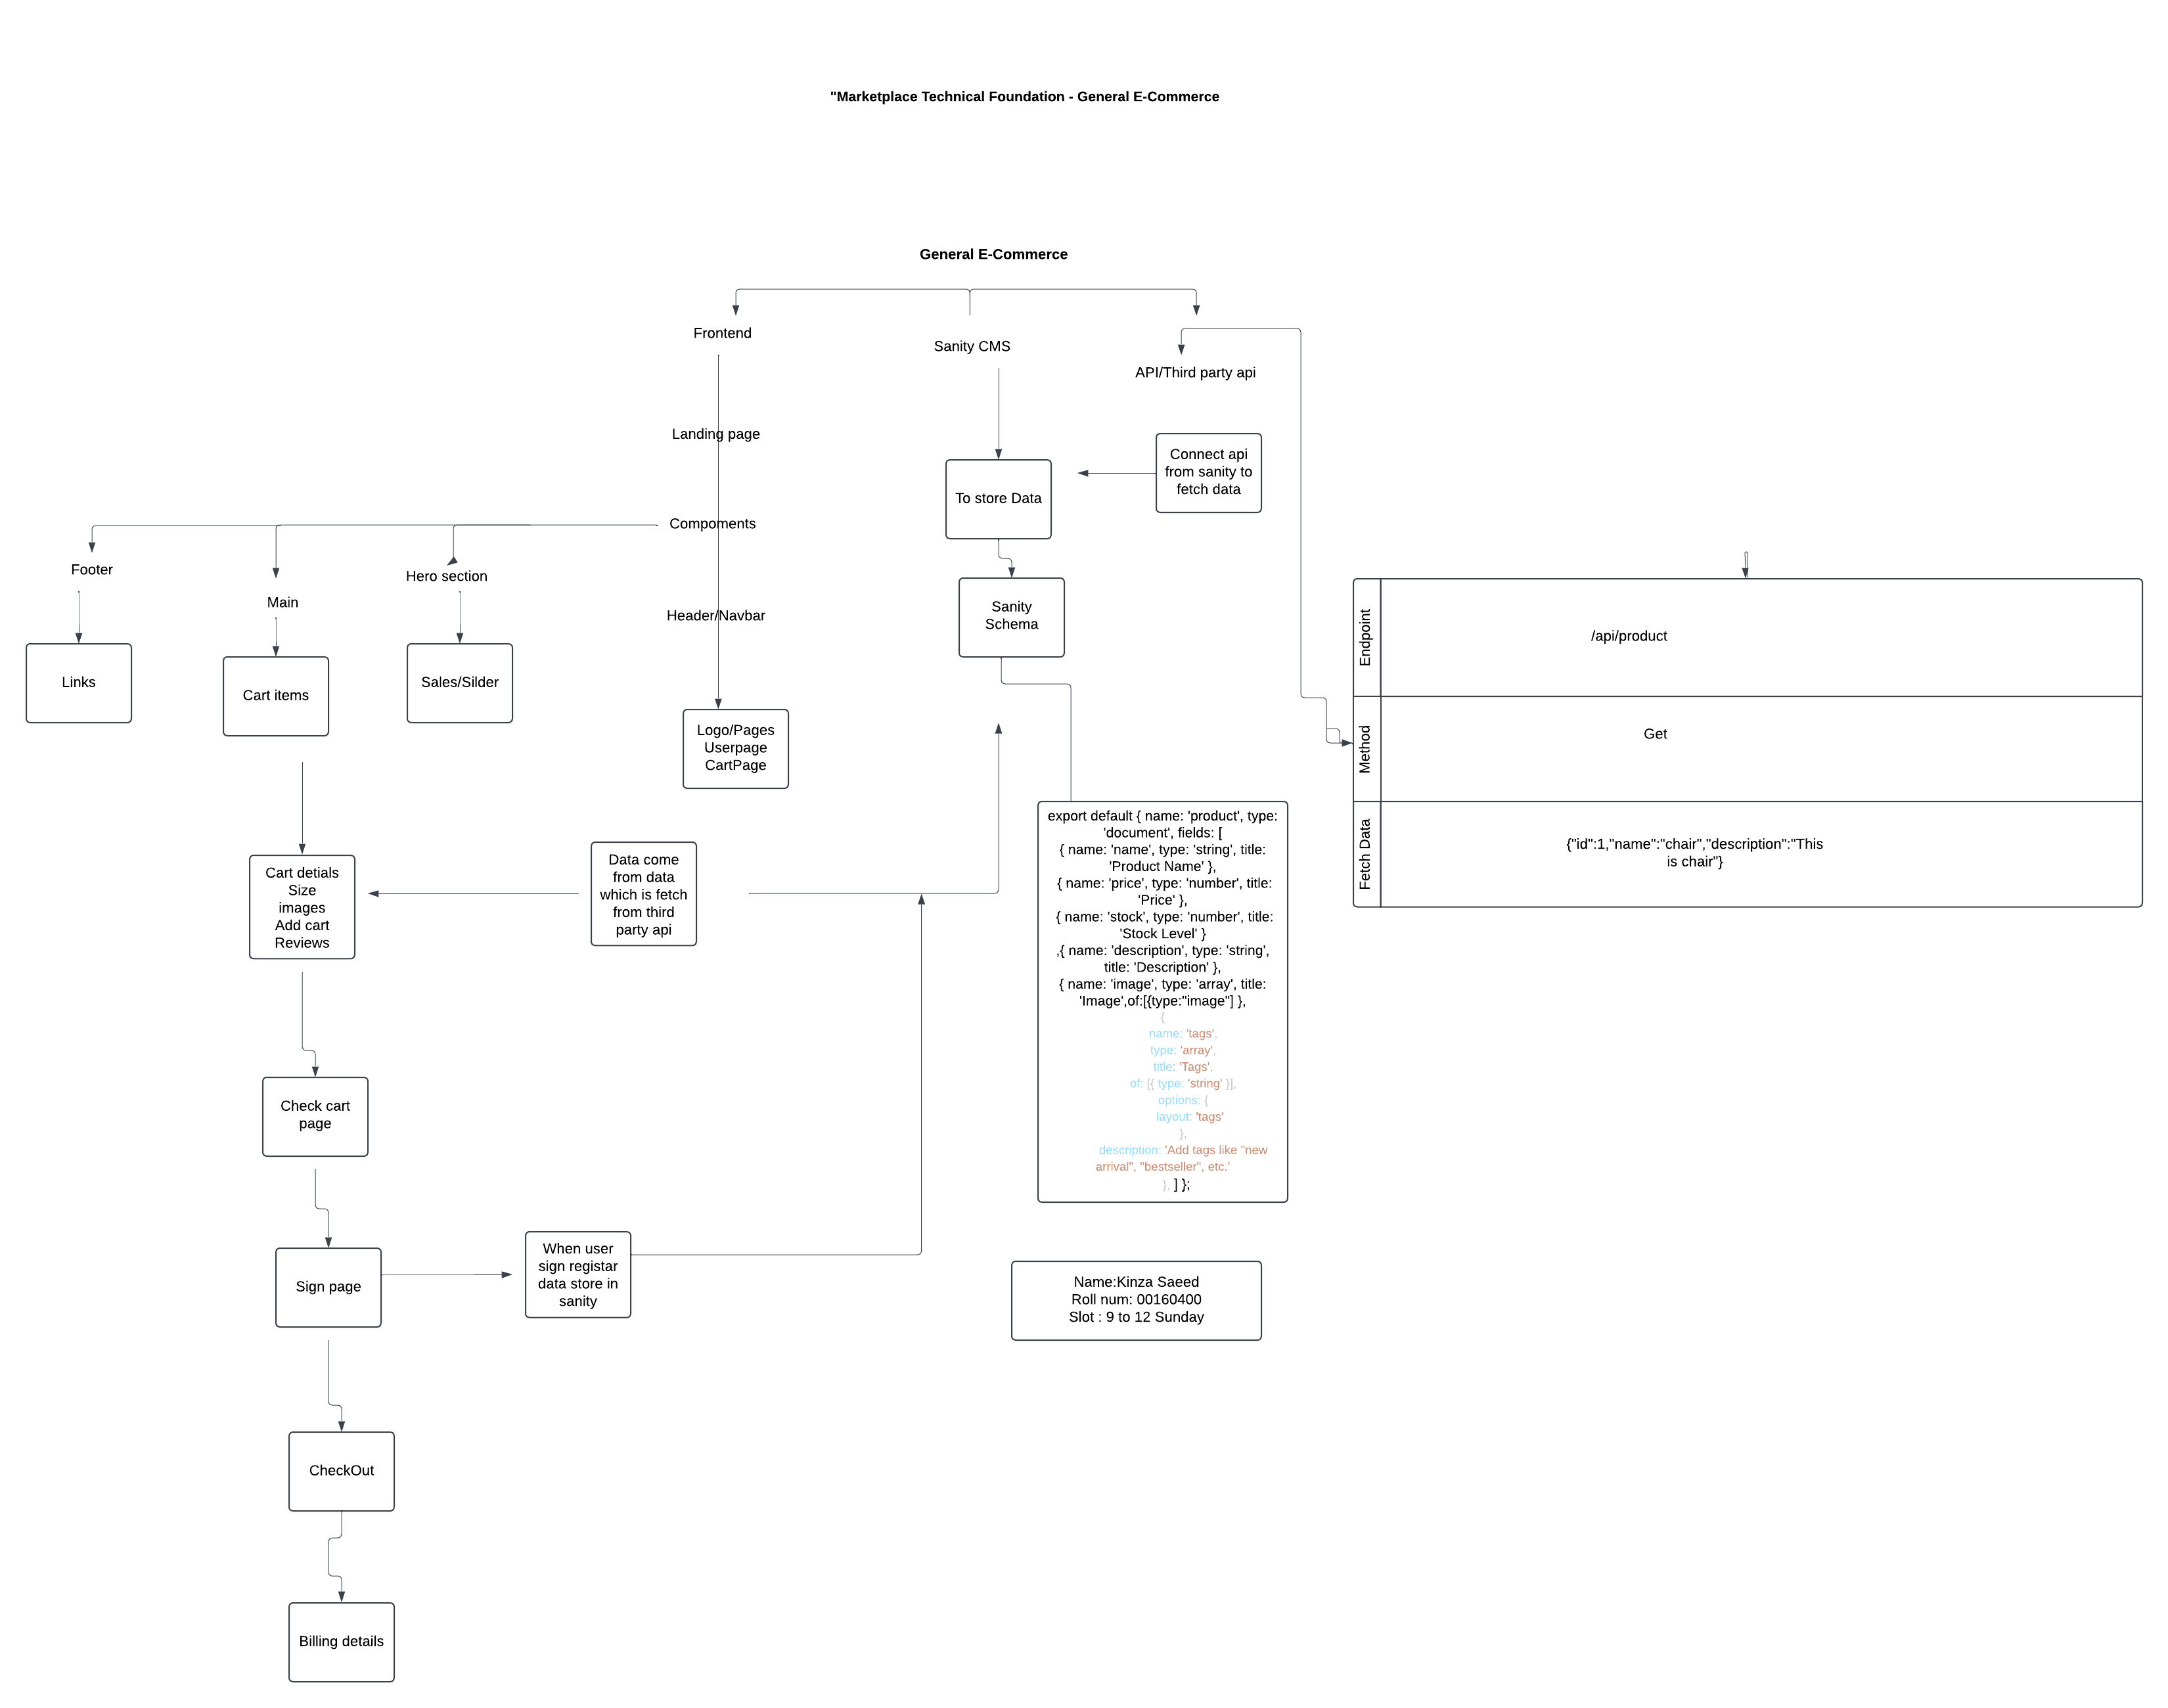 "Marketplace Technical Foundation - General E-Commerce
General E-Commerce
Frontend
Sanity CMS
API/Third party api
Landing page
Connect api
from sanity to
fetch data
To store Data
Compoments
Footer
Main
Hero section
Header/Navbar
Sanity
Schema
Links
Cart items
Sales/Silder
Logo/Pages
Userpage
CartPage
Endpoint
/api/product
Method
Get
Fetch Data
{"id":1,"name":"chair","description":"This
is chair"}
Cart detials
Size
images
Add cart
Reviews
Data come
from data
which is fetch
from third
party api
export default { name: 'product', type:
'document', fields: [
{ name: 'name', type: 'string', title:
'Product Name' },
{ name: 'price', type: 'number', title:
'Price' },
{ name: 'stock', type: 'number', title:
'Stock Level' }
,{ name: 'description', type: 'string',
title: 'Description' },
{ name: 'image', type: 'array', title:
'Image',of:[{type:"image"] },
{
name: 'tags',
type: 'array',
title: 'Tags',
of: [{ type: 'string' }],
options: {
layout: 'tags'
},
description: 'Add tags like "new
arrival", "bestseller", etc.'
}, ] };
Check cart
page
Sign page
When user
sign registar
data store in
sanity
Name:Kinza Saeed
Roll num: 00160400
Slot : 9 to 12 Sunday
CheckOut
Billing details